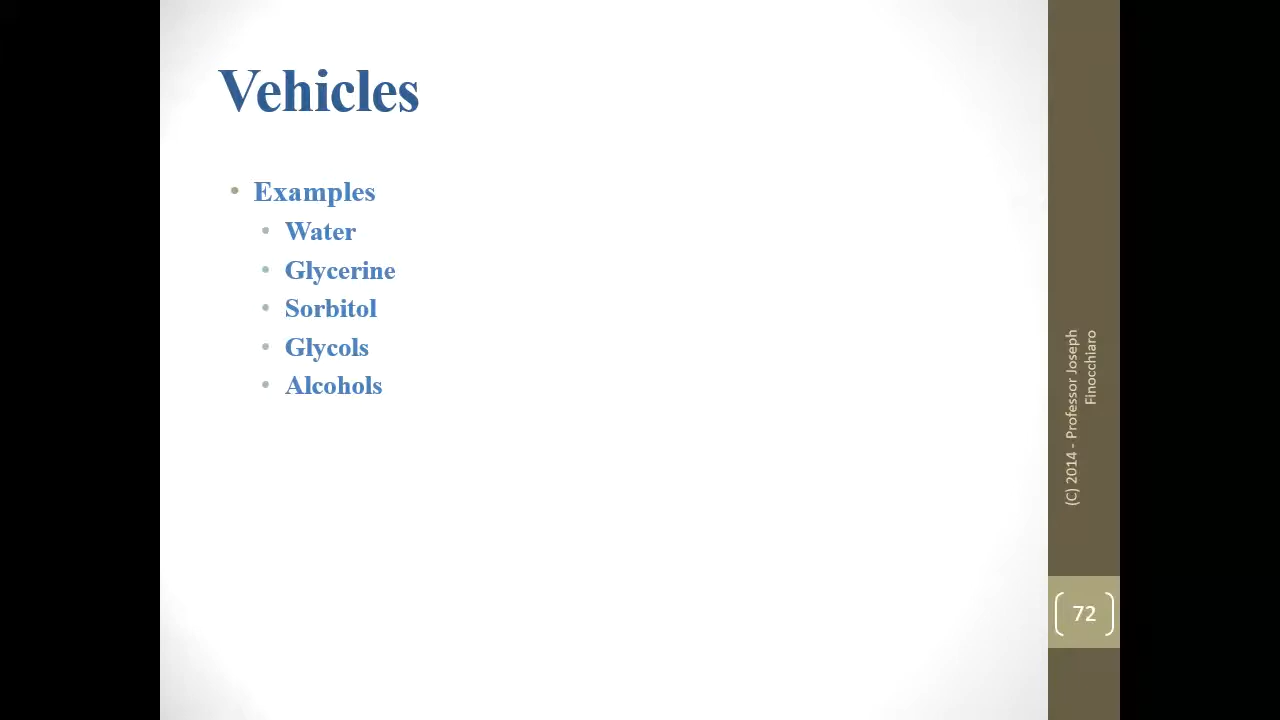 Vehicles
• Examples
• Water
• Glycerine
• Sorbitol
• Glycols
• Alcohols
(C) 2014 - Professor Joseph
Finocchiaro
72